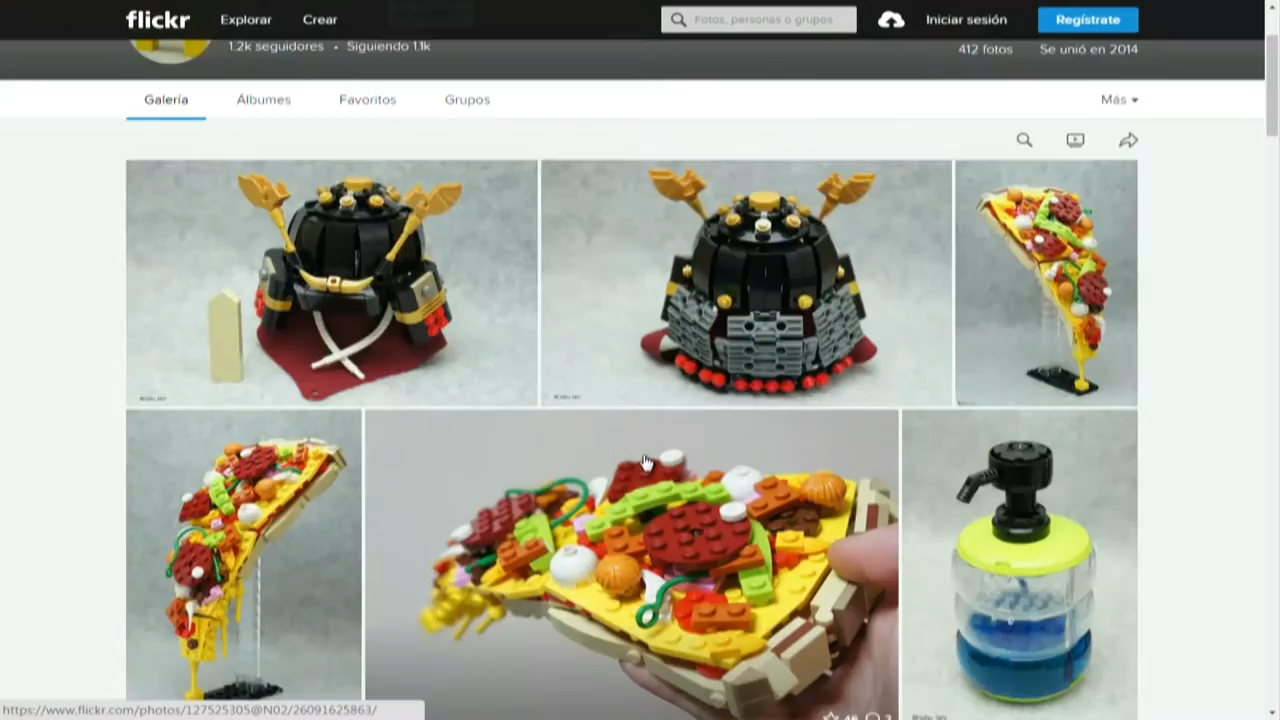 flickr
Explorar
Crear
Fotos, personas o grupos
Iniciar sesión
Regístrate
1.2k seguidores • Siguiendo 1.1k
412 fotos
Se unió en 2014
Galería
Álbumes
Favoritos
Grupos
Más
https://www.flickr.com/photos/127525305@N02/26091625863/